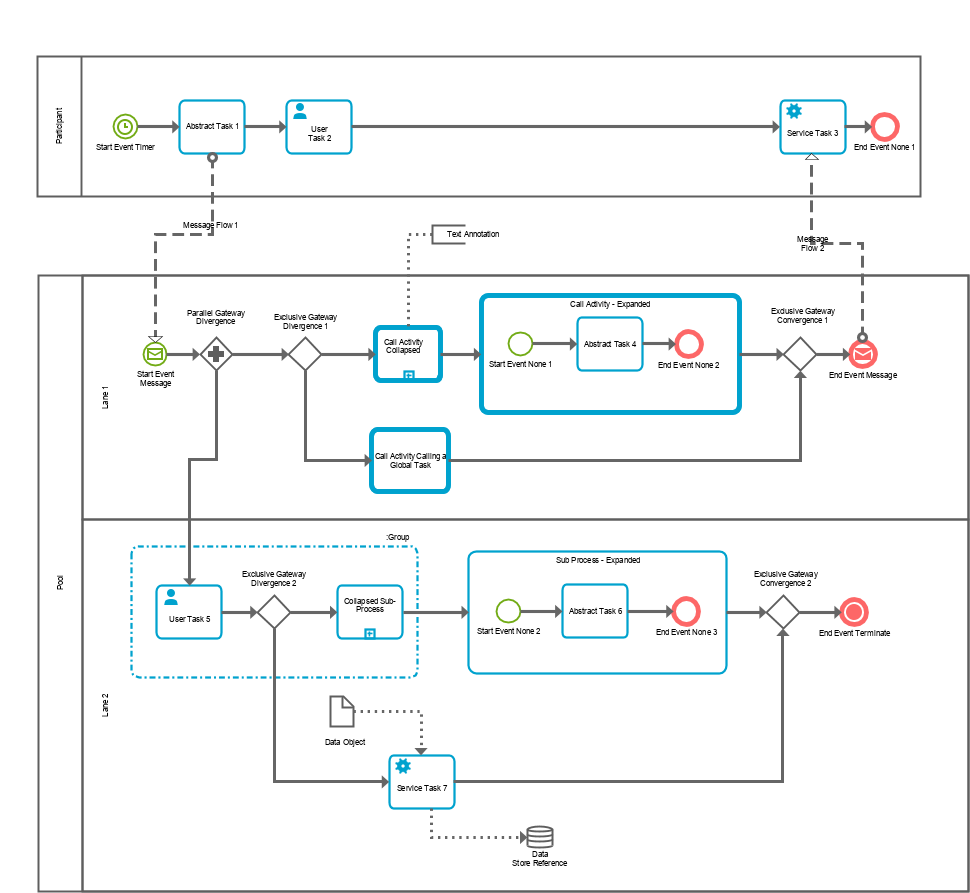 Participant
Start Event Timer
Abstract Task 1
User
Task 2
Service Task 3
End Event None 1
Message Flow 1
Text Annotation
Message
Flow 2
Pool
Lane 1
Start Event
Message
Parallel Gateway
Divergence
Exclusive Gateway
Divergence 1
Call Activity
Collapsed
Call Activity - Expanded
Start Event None 1
Abstract Task 4
End Event None 2
Exclusive Gateway
Convergence 1
End Event Message
Call Activity Calling a
Global Task
Lane 2
:Group
User Task 5
Exclusive Gateway
Divergence 2
Collapsed Sub-
Process
Sub Process - Expanded
Start Event None 2
Abstract Task 6
End Event None 3
Exclusive Gateway
Convergence 2
End Event Terminate
Data Object
Service Task 7
Data
Store Reference